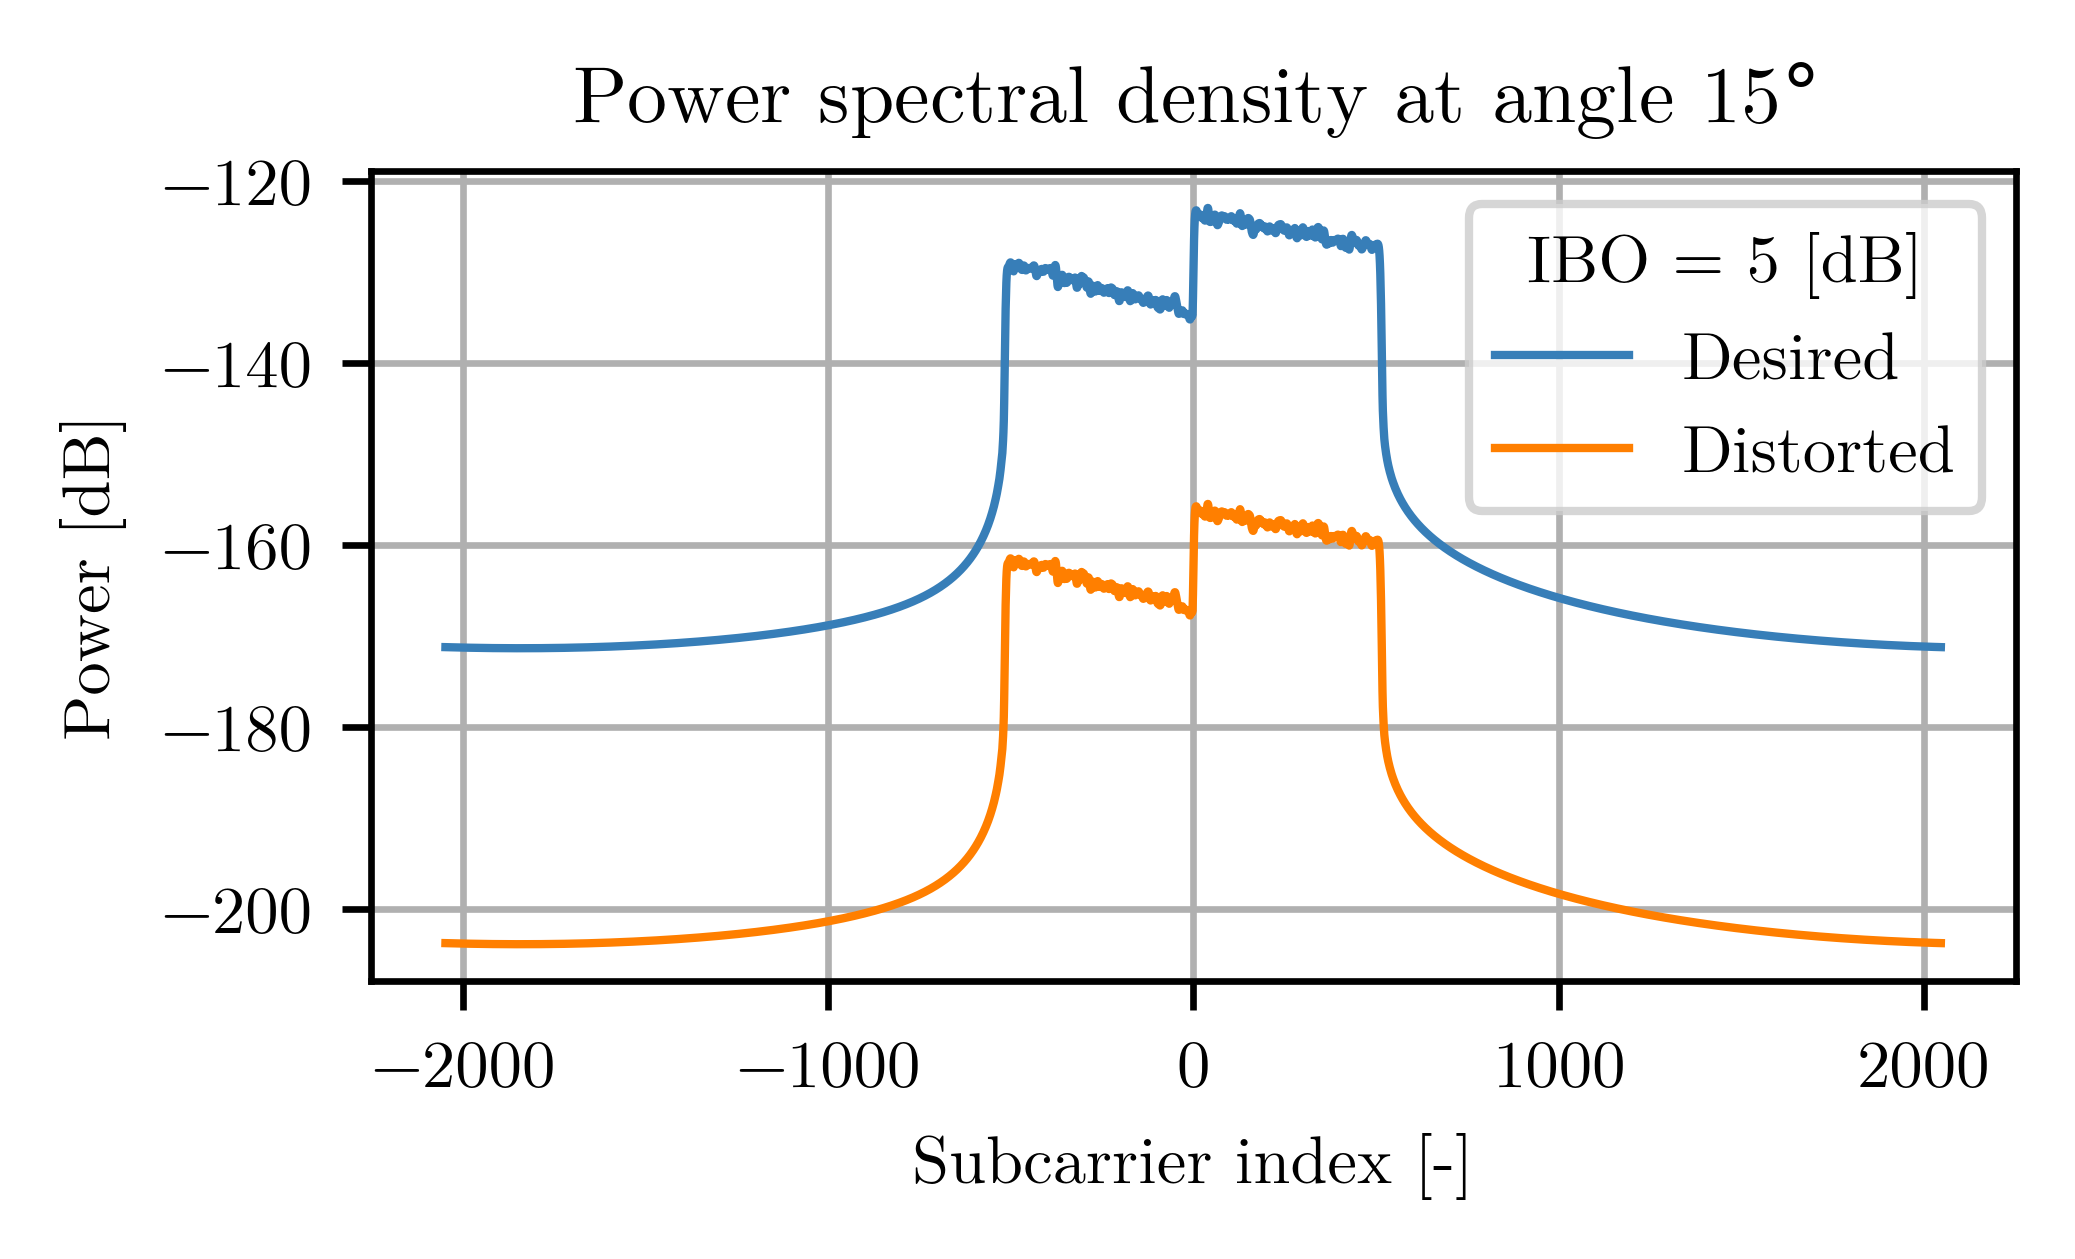 Power spectral density at angle 15°
−120
−140
−160
−180
−200
Power [dB]
IBO = 5 [dB]
Desired
Distorted
−2000 −1000 0 1000 2000
Subcarrier index [-]